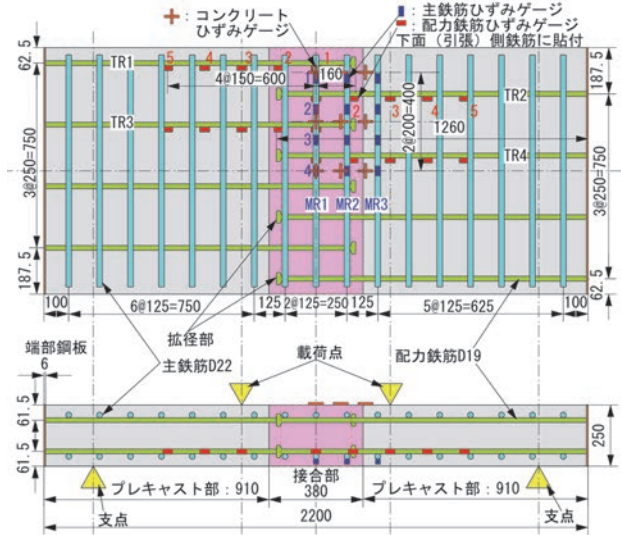 ：コンクリート
ひずみゲージ
：主鉄筋ひずみゲージ
：配力鉄筋ひずみゲージ
下面（引張）側鉄筋に貼付
62.5
TR1
5
4
3
2
1
160
4@150=600
187.5
TR2
2
3
4
5
2
1260
TR3
3
TR4
4
2@200=400
3@250=750
3@250=750
MR1
MR2
MR3
187.5
62.5
100
6@125=750
125
2@125=250
125
5@125=625
100
拡径部
端部鋼板
6
主鉄筋D22
載荷点
配力鉄筋D19
61.5
61.5
250
接合部
プレキャスト部：910
380
プレキャスト部：910
支点
2200
支点